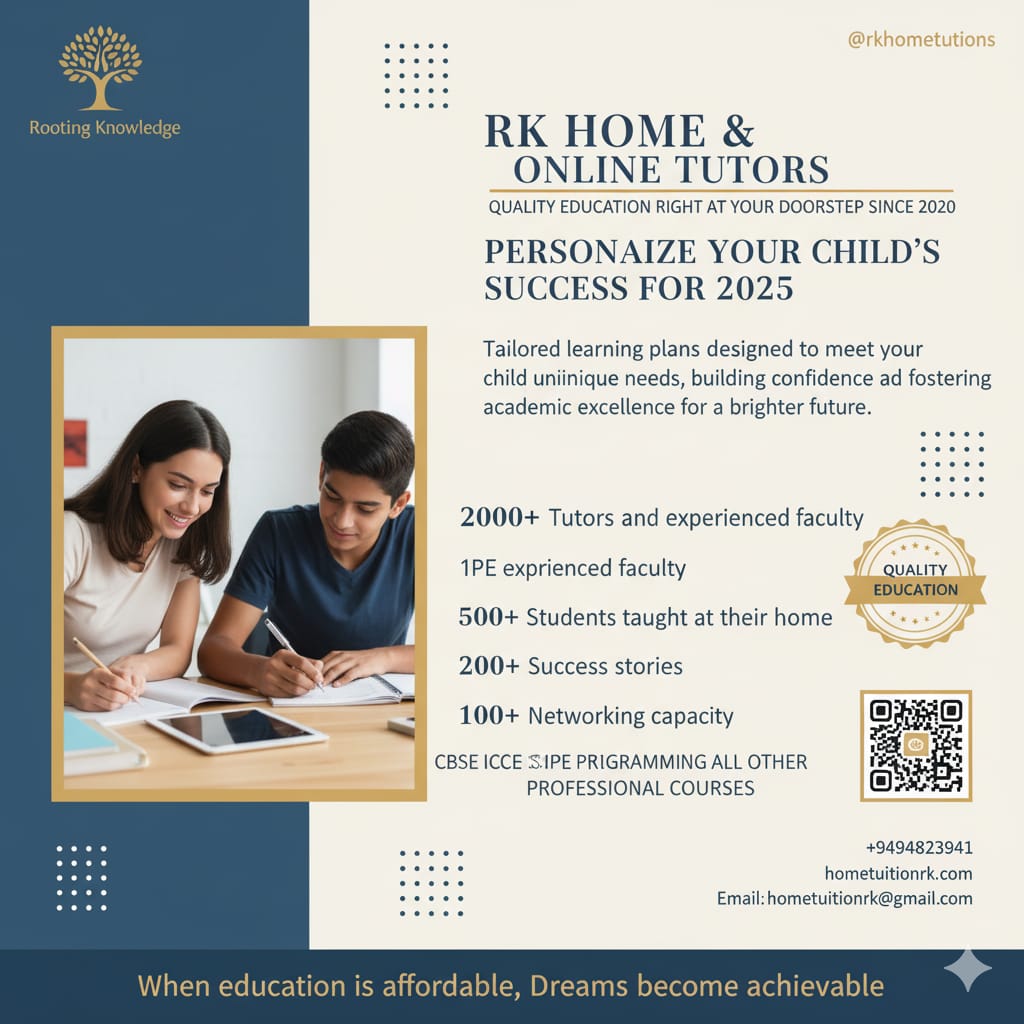 @rkhometutions
Rooting Knowledge
RK HOME &
ONLINE TUTORS
QUALITY EDUCATION RIGHT AT YOUR DOORSTEP SINCE 2020
PERSONAIZE YOUR CHILD'S
SUCCESS FOR 2025
Tailored learning plans designed to meet your
child uniinique needs, building confidence ad fostering
academic excellence for a brighter future.
2000+ Tutors and experienced faculty
1PE exprienced faculty
500+ Students taught at their home
200+ Success stories
100+ Networking capacity
QUALITY
EDUCATION
CBSE ICCE PRIGRAMMING ALL OTHER
PROFESSIONAL COURSES
+9494823941
hometuitionrk.com
Email: hometuitionrk@gmail.com
When education is affordable, Dreams become achievable